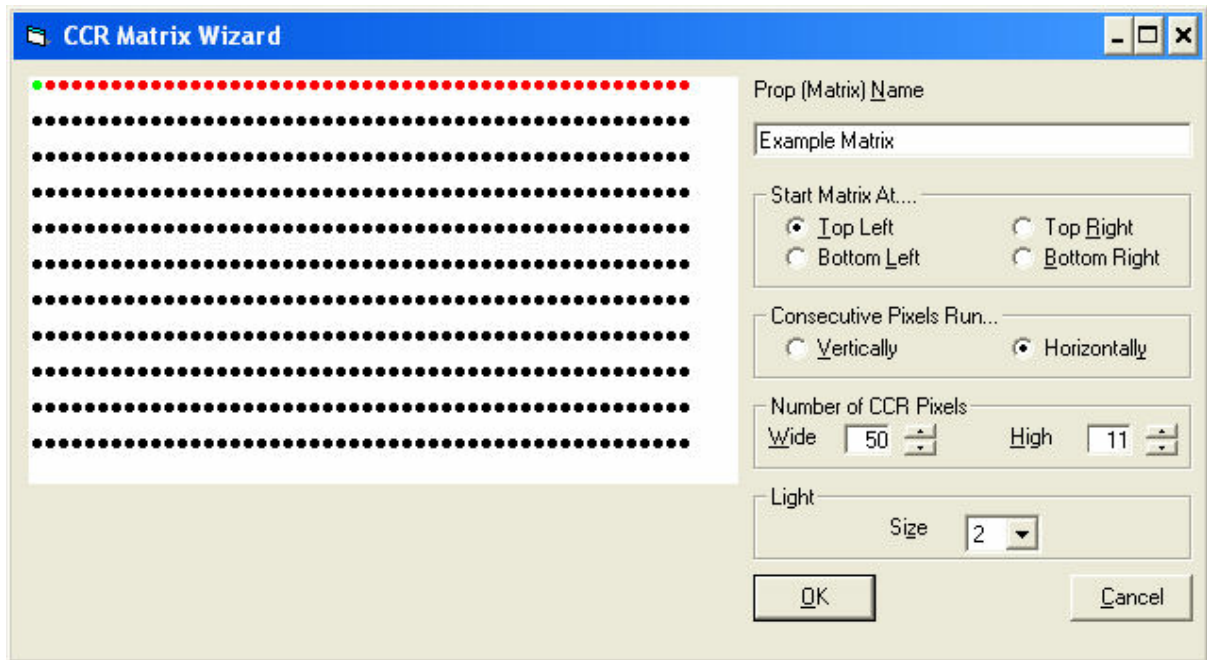 CCR Matrix Wizard
Prop (Matrix) Name
Example Matrix
Start Matrix At....
Top Left Top Right
Bottom Left Bottom Right
Consecutive Pixels Run...
Vertically Horizontally
Number of CCR Pixels
Wide 50 High 11
Light
Size 2
OK Cancel